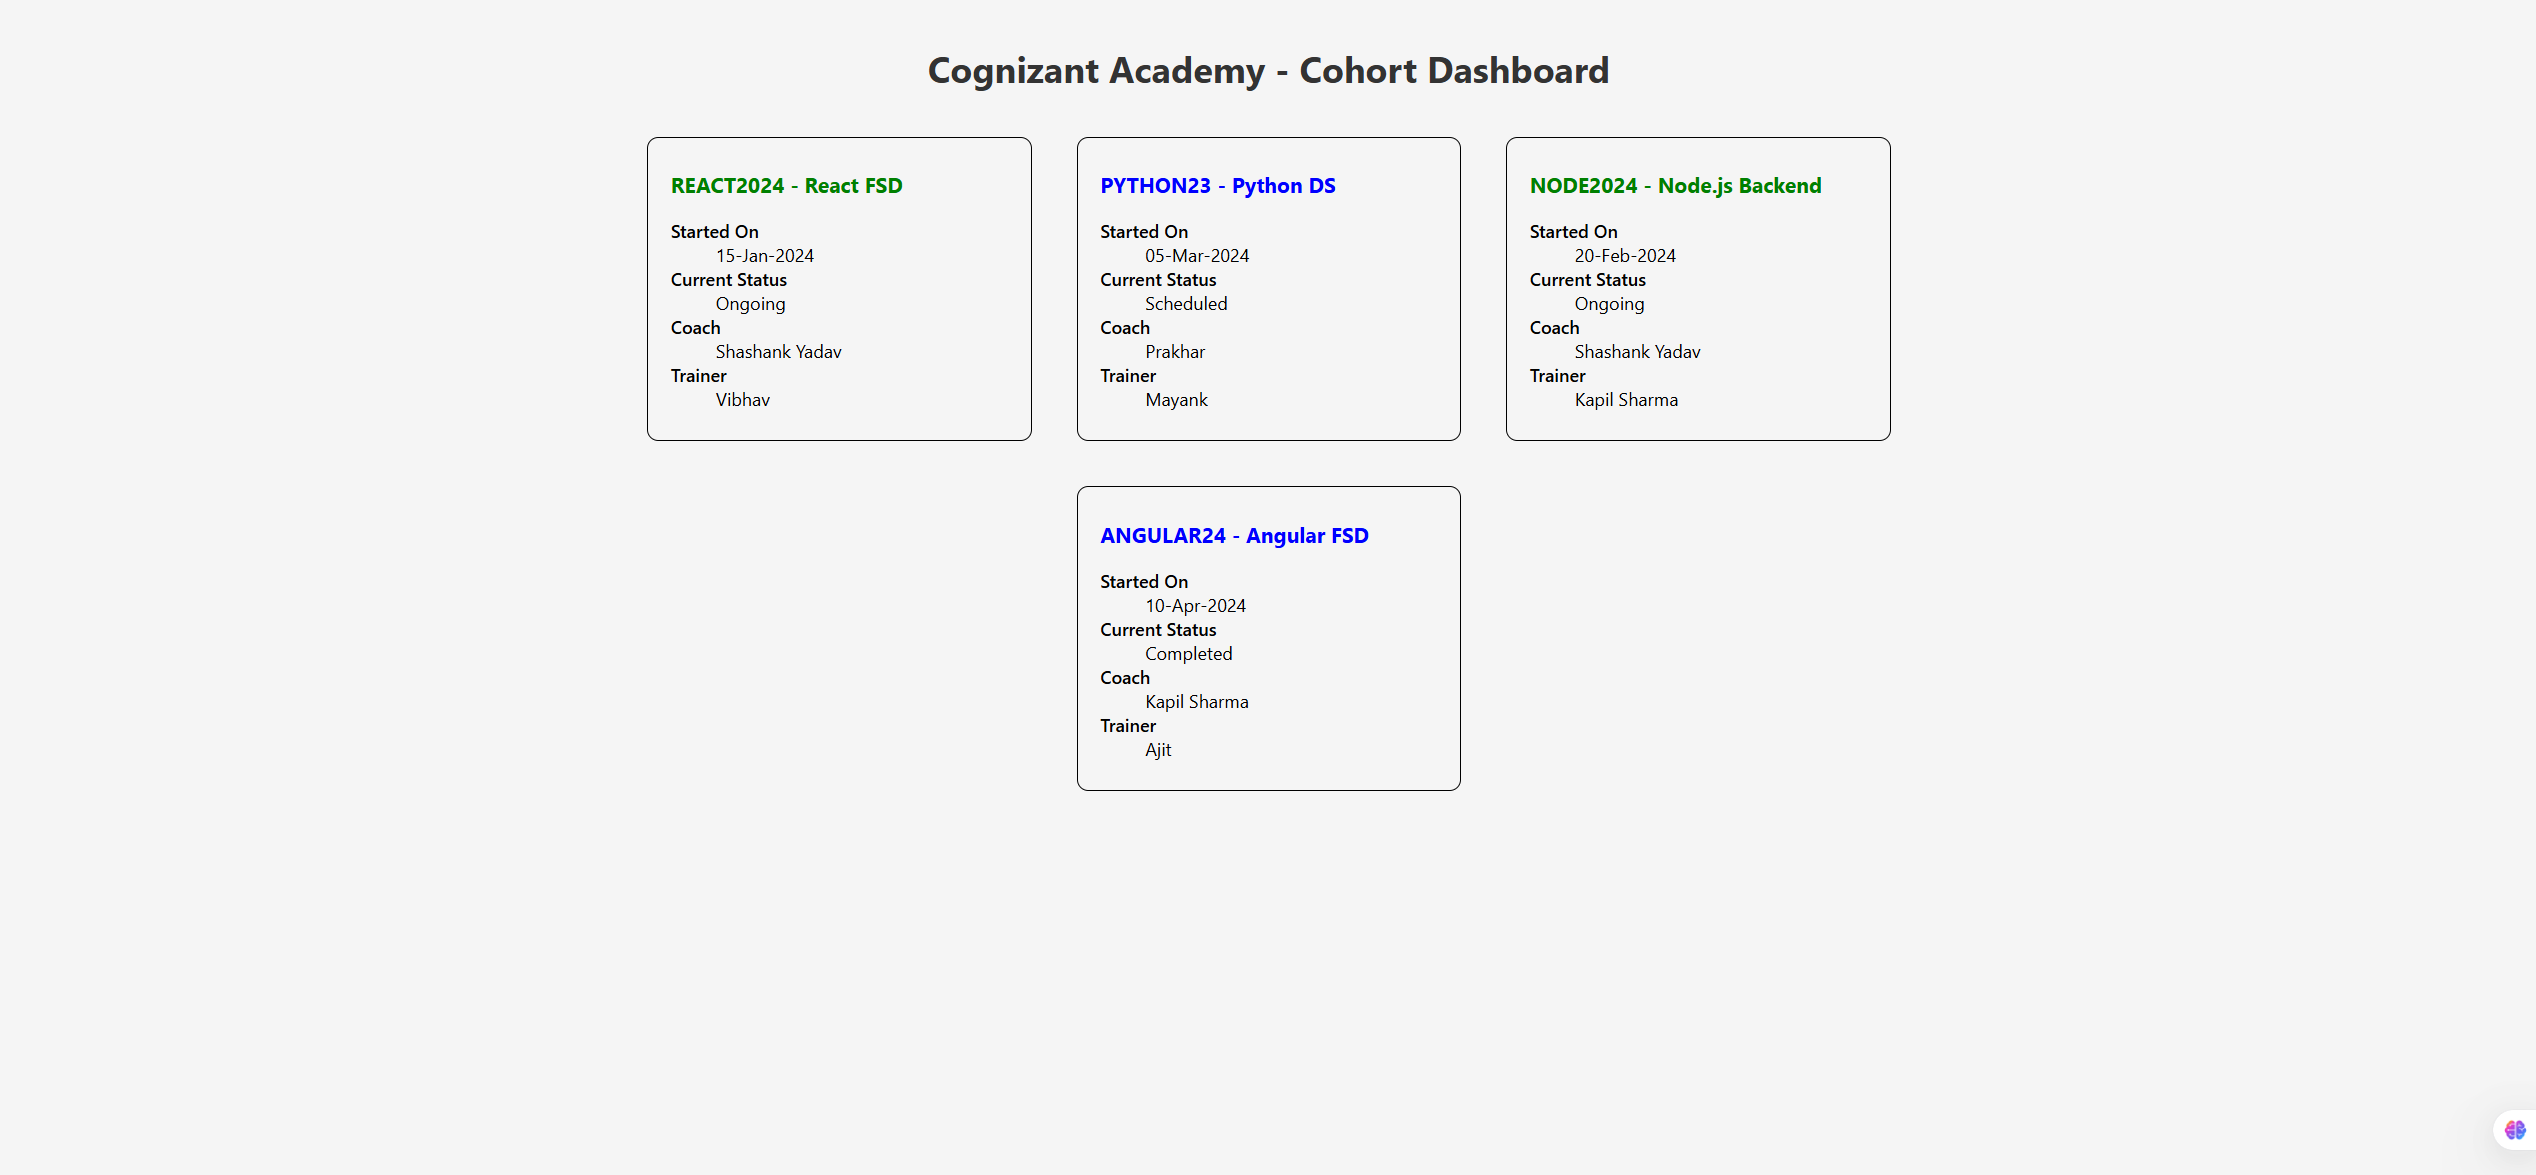 Cognizant Academy - Cohort Dashboard
REACT2024 - React FSD
Started On
15-Jan-2024
Current Status
Ongoing
Coach
Shashank Yadav
Trainer
Vibhav
PYTHON23 - Python DS
Started On
05-Mar-2024
Current Status
Scheduled
Coach
Prakhar
Trainer
Mayank
NODE2024 - Node.js Backend
Started On
20-Feb-2024
Current Status
Ongoing
Coach
Shashank Yadav
Trainer
Kapil Sharma
ANGULAR24 - Angular FSD
Started On
10-Apr-2024
Current Status
Completed
Coach
Kapil Sharma
Trainer
Ajit